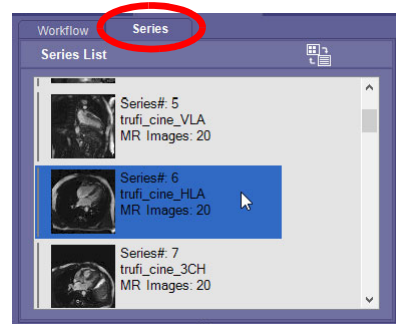 Workflow
Series
Series List
Series#: 5
trufi_cine_VLA
MR Images: 20
Series#: 6
trufi_cine_HLA
MR Images: 20
Series#: 7
trufi_cine_3CH
MR Images: 20